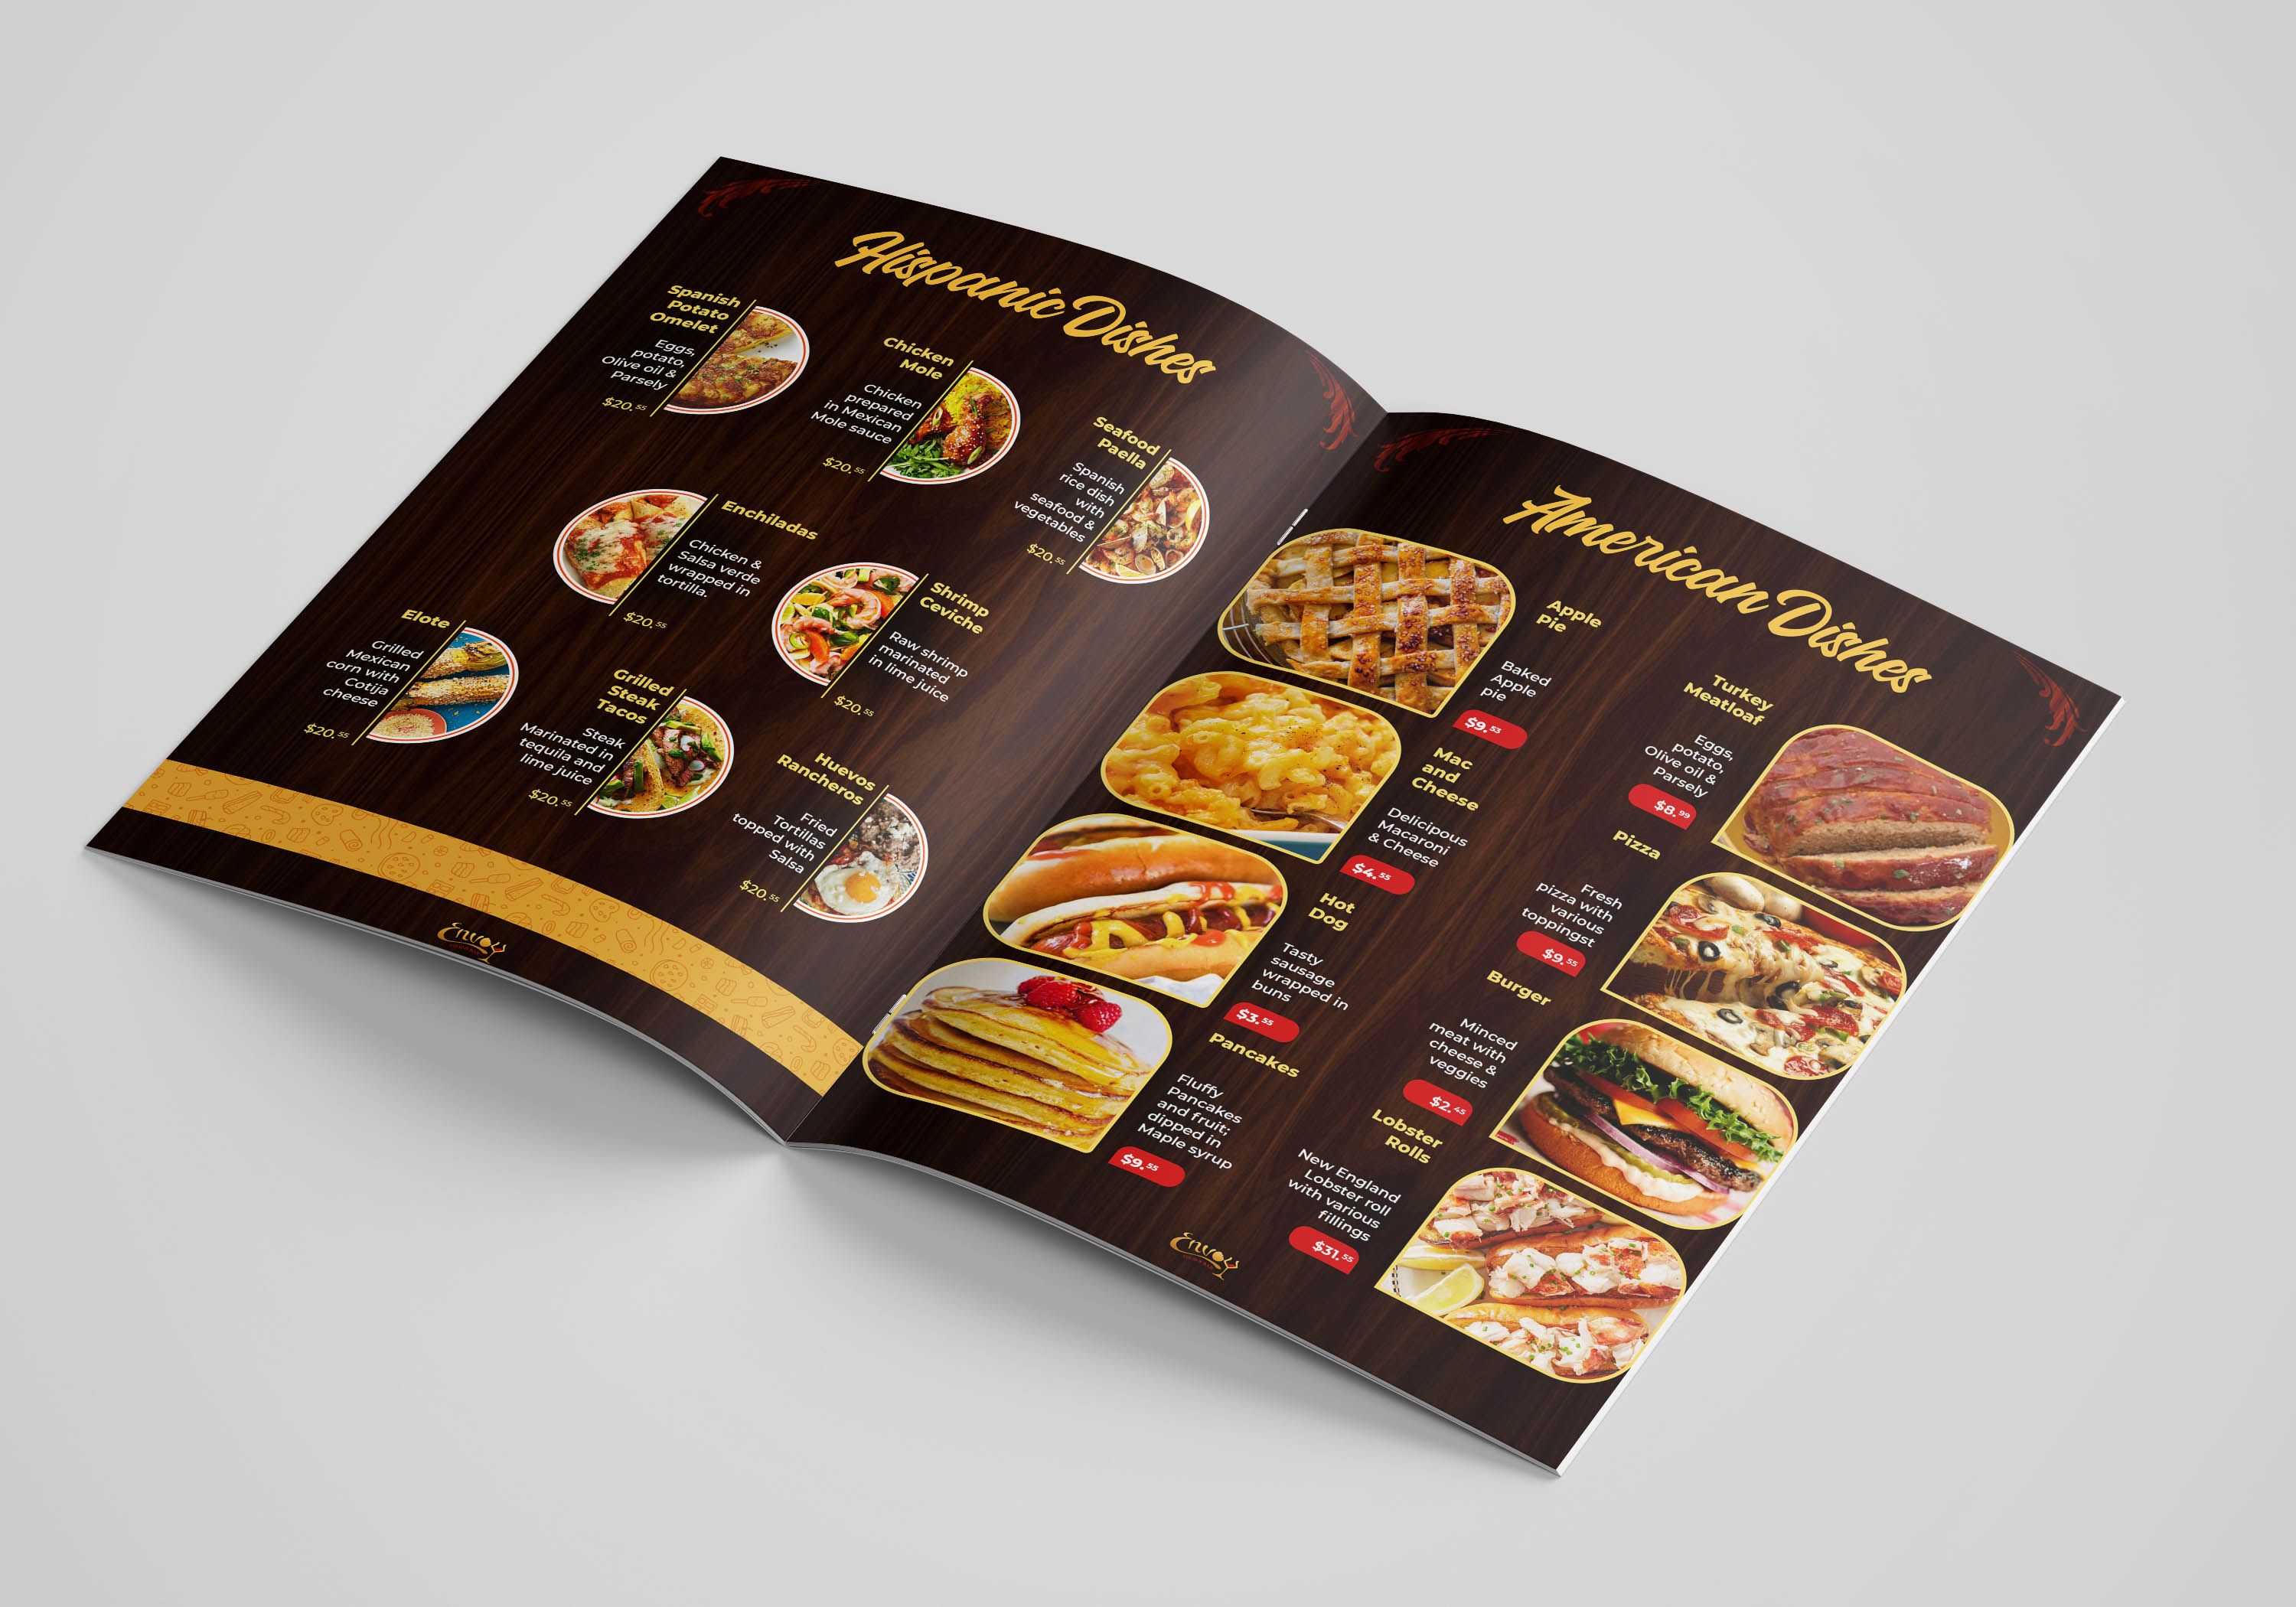 Hispanic Dishes
Spanish
Potato
Omelet
Eggs,
potato,
Olive oil &
Parsely
$20.55
Chicken
Mole
Chicken
prepared
in Mexican
Mole sauce
$20.55
Seafood
Paella
Spanish
rice dish
with
seafood &
vegetables
$20.55
Enchiladas
Chicken &
Salsa verde
wrapped in
tortilla.
$20.55
Shrimp
Ceviche
Raw shrimp
marinated
in lime juice
$20.55
Elote
Grilled
Mexican
corn with
Cotija
cheese
$20.55
Grilled
Steak
Tacos
Steak
Marinated in
tequila and
lime juice
$20.55
Huevos
Rancheros
Fried
Tortillas
topped with
Salsa
$20.55
Envoy
American Dishes
Apple
Pie
Baked
Apple
pie
$9.53
Mac
and
Cheese
Delicipous
Macaroni
& Cheese
$4.55
Hot
Dog
Tasty
sausage
wrapped in
buns
$3.55
Pancakes
Fluffy
Pancakes
and fruit;
dipped in
Maple syrup
$9.55
Turkey
Meatloaf
Eggs,
potato,
Olive oil &
Parsely
$8.99
Pizza
Fresh
pizza with
various
toppingst
$9.55
Burger
Minced
meat with
cheese &
veggies
$2.45
Lobster
Rolls
New England
Lobster roll
with various
fillings
$31.55
Envoy